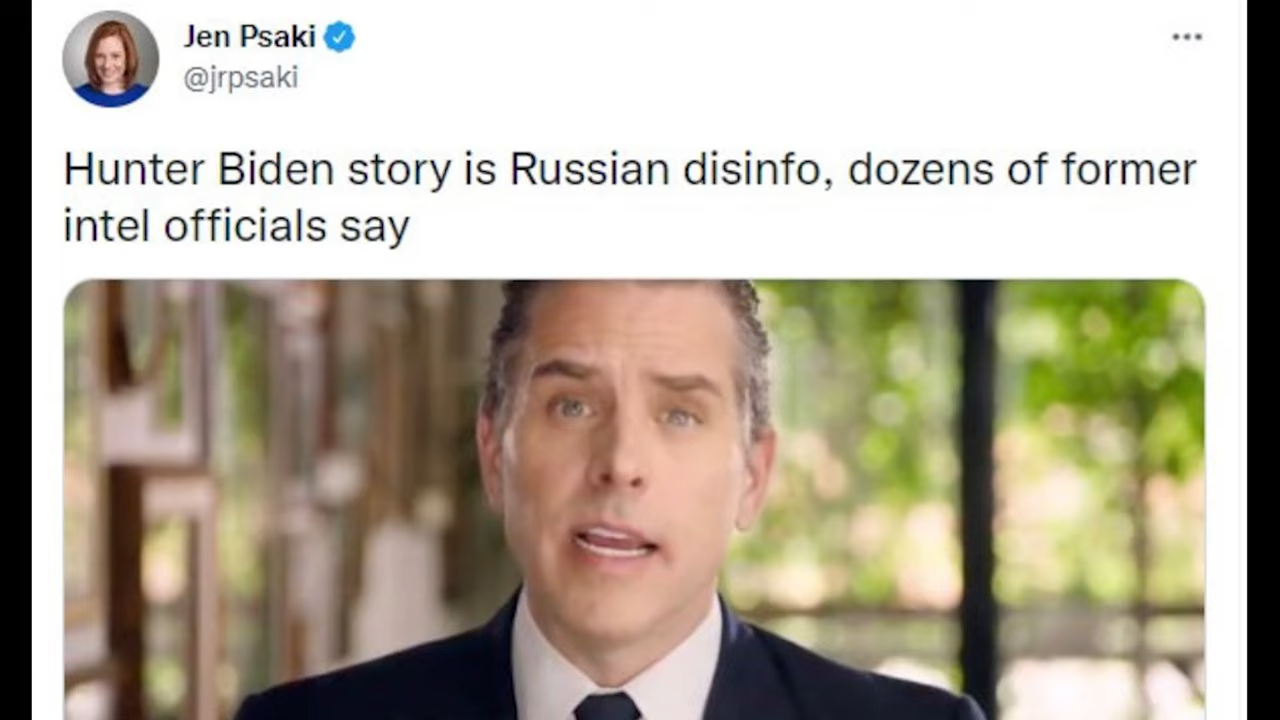 Jen Psaki
@jrpsaki
Hunter Biden story is Russian disinfo, dozens of former
intel officials say